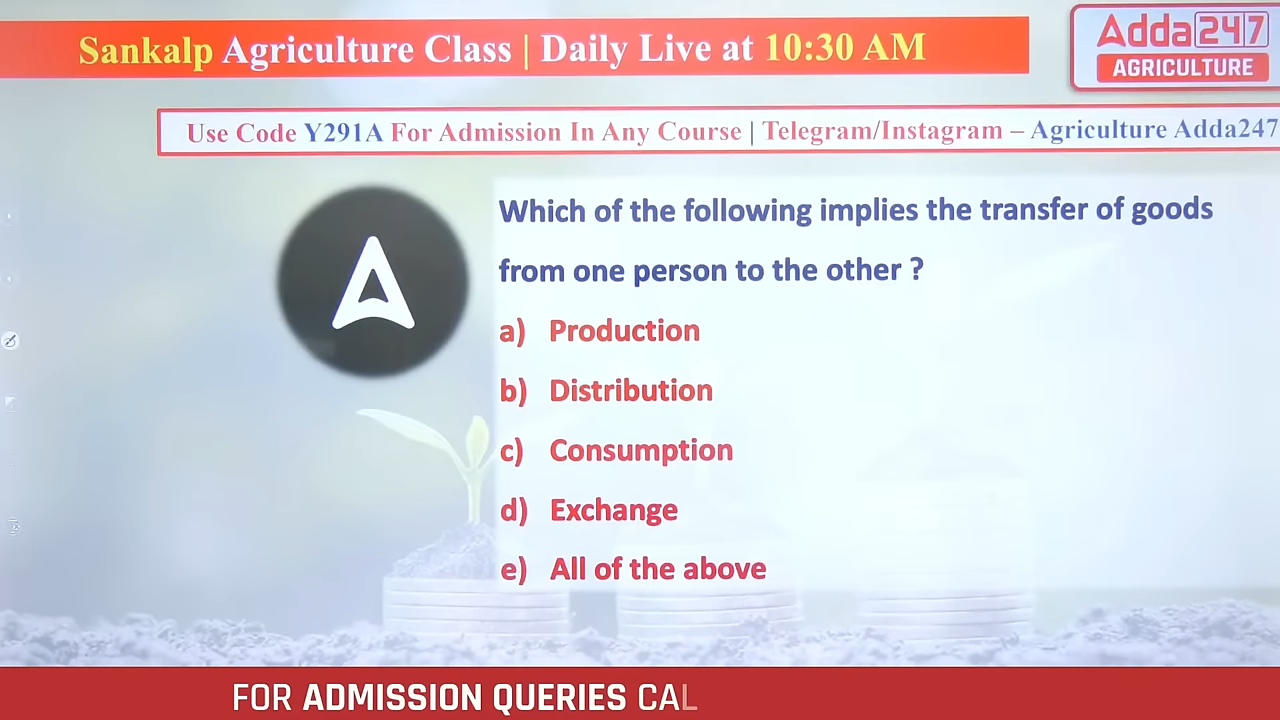 Sankalp Agriculture Class | Daily Live at 10:30 AM
Adda247
AGRICULTURE
Use Code Y291A For Admission In Any Course | Telegram/Instagram – Agriculture Adda247
Which of the following implies the transfer of goods
from one person to the other ?
a) Production
b) Distribution
c) Consumption
d) Exchange
e) All of the above
FOR ADMISSION QUERIES CAL